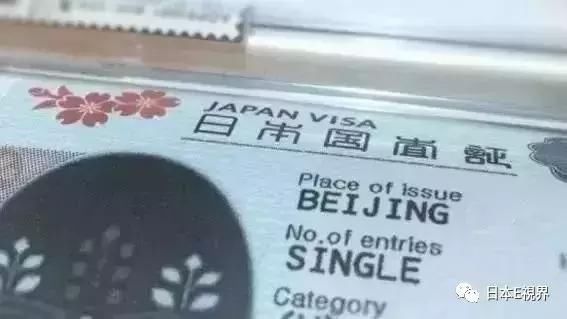 JAPAN VISA
日本国査証
Place of issue
BEIJING
No.of entries
SINGLE
Category
日本E視界